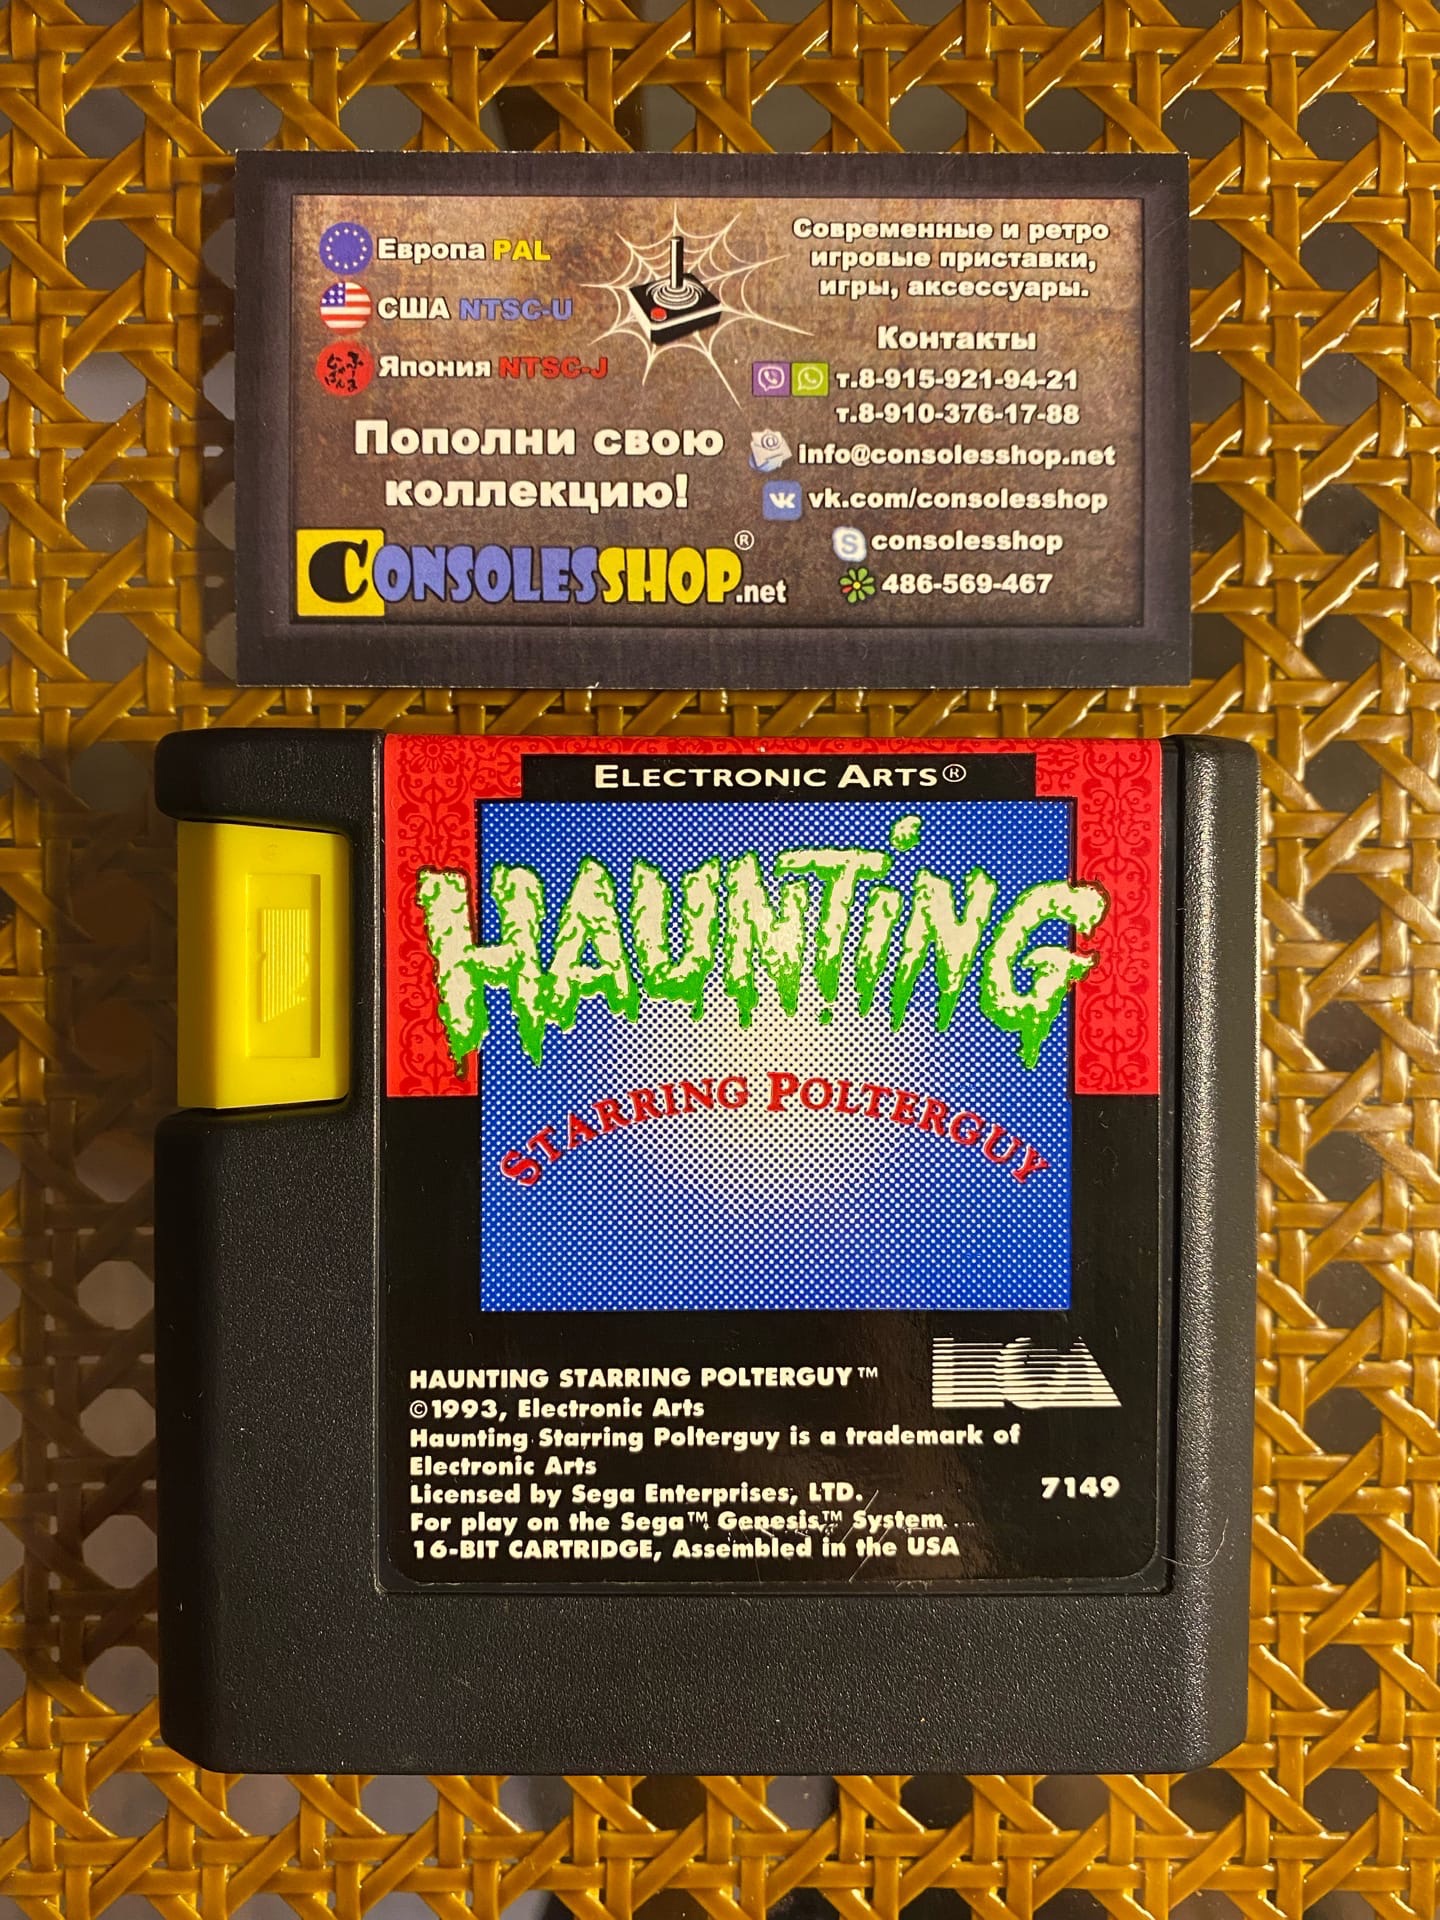 Европа PAL
США NTSC-U
Япония NTSC-J
Пополни свою
коллекцию!
CONSOLESSHOP.net®
Современные и ретро
игровые приставки,
игры, аксессуары.
Контакты
т.8-915-921-94-21
т.8-910-376-17-88
info@consolesshop.net
vk.com/consolesshop
consolesshop
486-569-467
ELECTRONIC ARTS®
HAUNTING
STARRING POLTERGUY
HAUNTING STARRING POLTERGUY™
©1993, Electronic Arts
Haunting Starring Polterguy is a trademark of
Electronic Arts
Licensed by Sega Enterprises, LTD.
7149
For play on the Sega™ Genesis™ System
16-BIT CARTRIDGE, Assembled in the USA